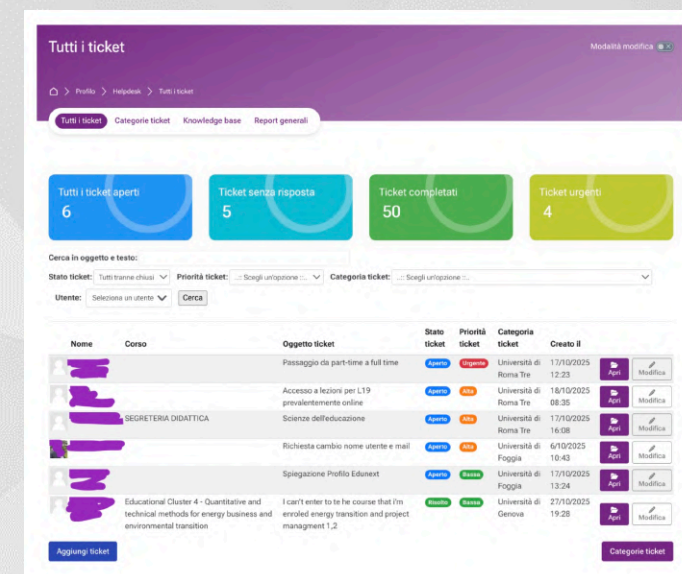 Tutti i ticket
Modalità modifica
Profilo > Helpdesk > Tutti i ticket
Tutti i ticket Categorie ticket Knowledge base Report generali
Tutti i ticket aperti
6
Ticket senza risposta
5
Ticket completati
50
Ticket urgenti
4
Cerca in oggetto e testo:
Stato ticket: Tutti tranne chiusi Priorità ticket: ..:: Scegli un'opzione ::.. Categoria ticket: ..:: Scegli un'opzione ::..
Utente: Seleziona un utente Cerca
Nome Corso Oggetto ticket Stato ticket Priorità ticket Categoria ticket Creato il
Passaggio da part-time a full time Aperto Urgente Università di Roma Tre 17/10/2025 12:23 Apri Modifica
Accesso a lezioni per L19 prevalentemente online Aperto Alta Università di Roma Tre 18/10/2025 08:35 Apri Modifica
SEGRETERIA DIDATTICA Scienze dell'educazione Aperto Alta Università di Roma Tre 17/10/2025 16:08 Apri Modifica
Richiesta cambio nome utente e mail Aperto Alta Università di Foggia 6/10/2025 10:43 Apri Modifica
Spiegazione Profilo Edunext Aperto Bassa Università di Foggia 17/10/2025 13:24 Apri Modifica
Educational Cluster 4 - Quantitative and technical methods for energy business and environmental transition I can't enter to te he course that i'm enroled energy transition and project managment 1,2 Risolto Bassa Università di Genova 27/10/2025 19:28 Apri Modifica
Aggiungi ticket Categorie ticket